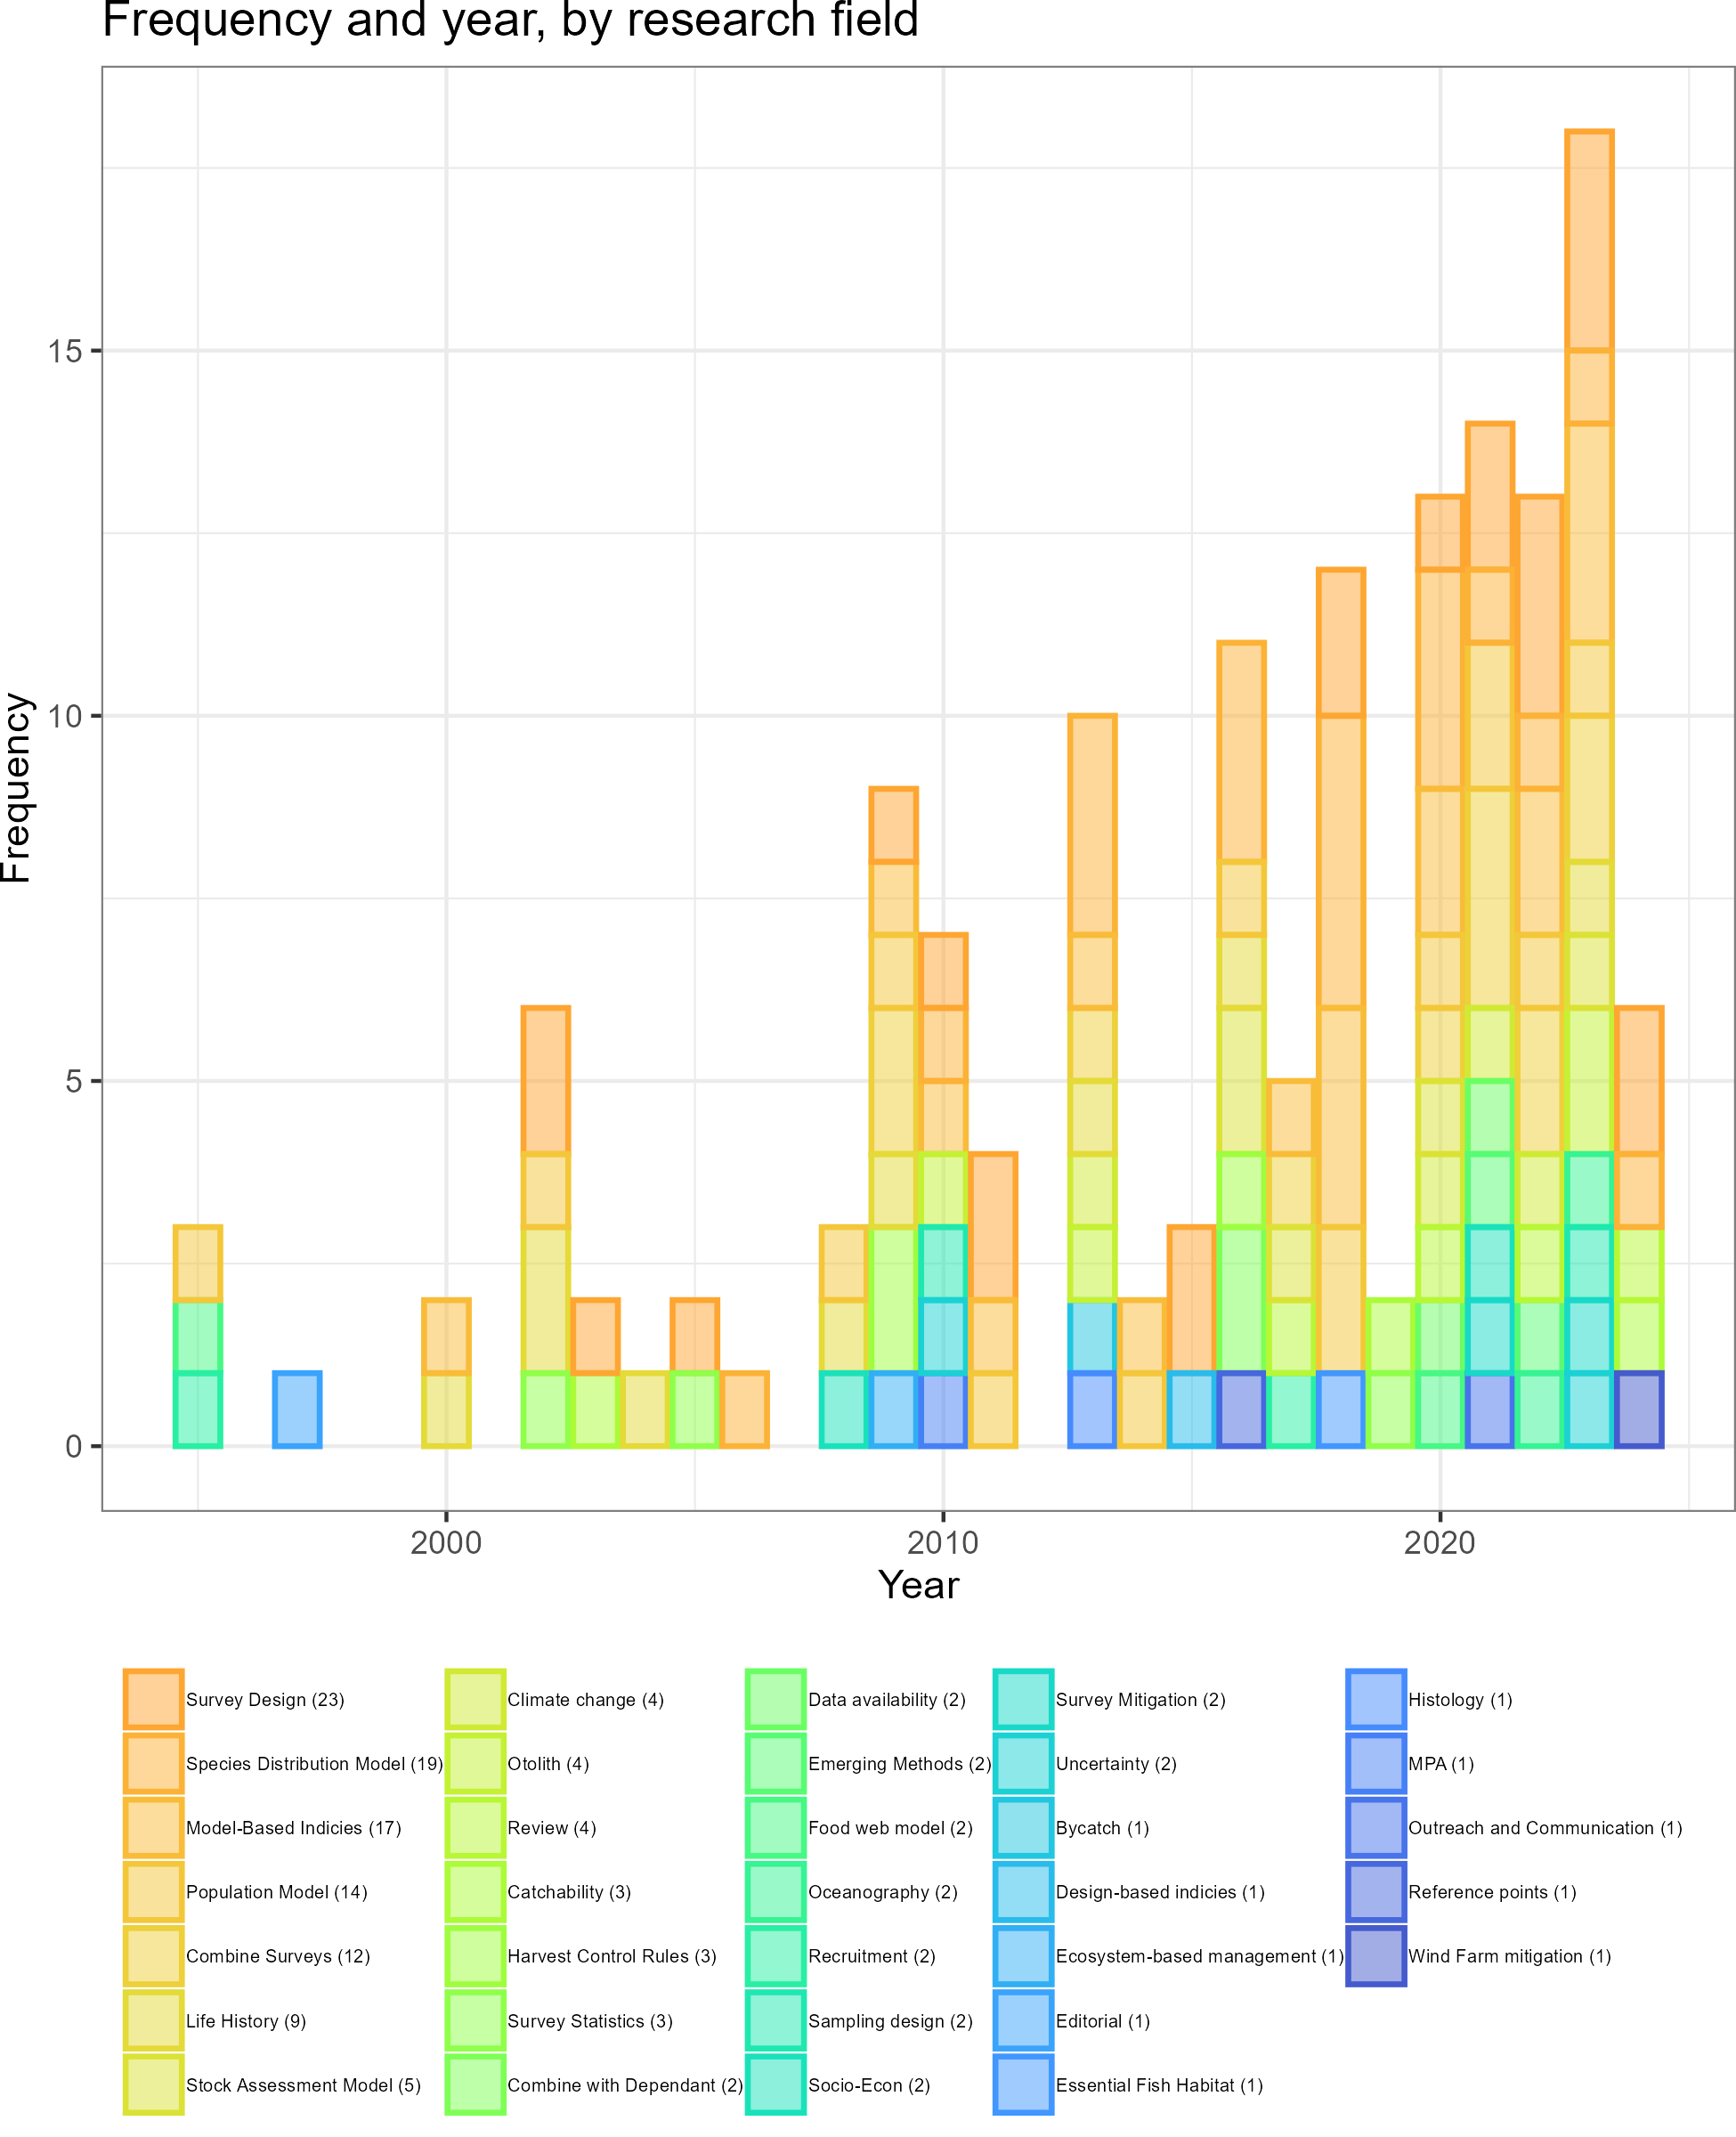 Frequency and year, by research field
Frequency
15
10
5
0
2000
2010
2020
Year
Survey Design (23)
Species Distribution Model (19)
Model-Based Indicies (17)
Population Model (14)
Combine Surveys (12)
Life History (9)
Stock Assessment Model (5)
Climate change (4)
Otolith (4)
Review (4)
Catchability (3)
Harvest Control Rules (3)
Survey Statistics (3)
Combine with Dependant (2)
Data availability (2)
Emerging Methods (2)
Food web model (2)
Oceanography (2)
Recruitment (2)
Sampling design (2)
Socio-Econ (2)
Survey Mitigation (2)
Uncertainty (2)
Bycatch (1)
Design-based indicies (1)
Ecosystem-based management (1)
Editorial (1)
Essential Fish Habitat (1)
Histology (1)
MPA (1)
Outreach and Communication (1)
Reference points (1)
Wind Farm mitigation (1)